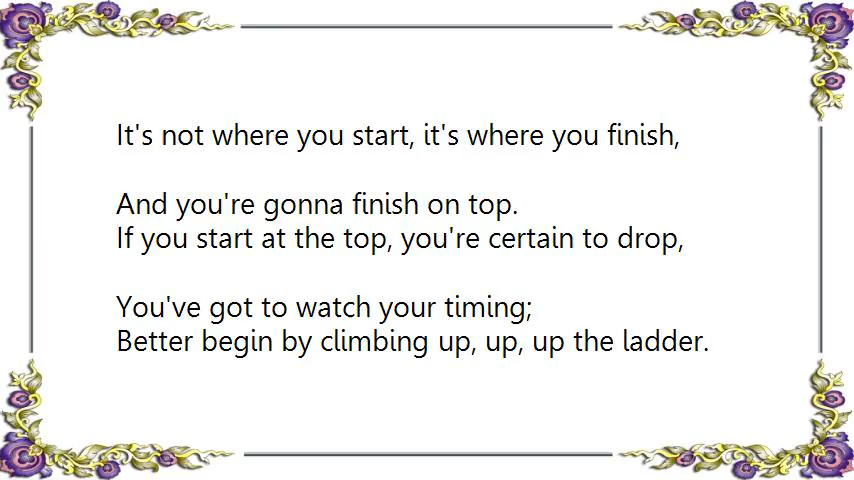 It's not where you start, it's where you finish,
And you're gonna finish on top.
If you start at the top, you're certain to drop,
You've got to watch your timing;
Better begin by climbing up, up, up the ladder.